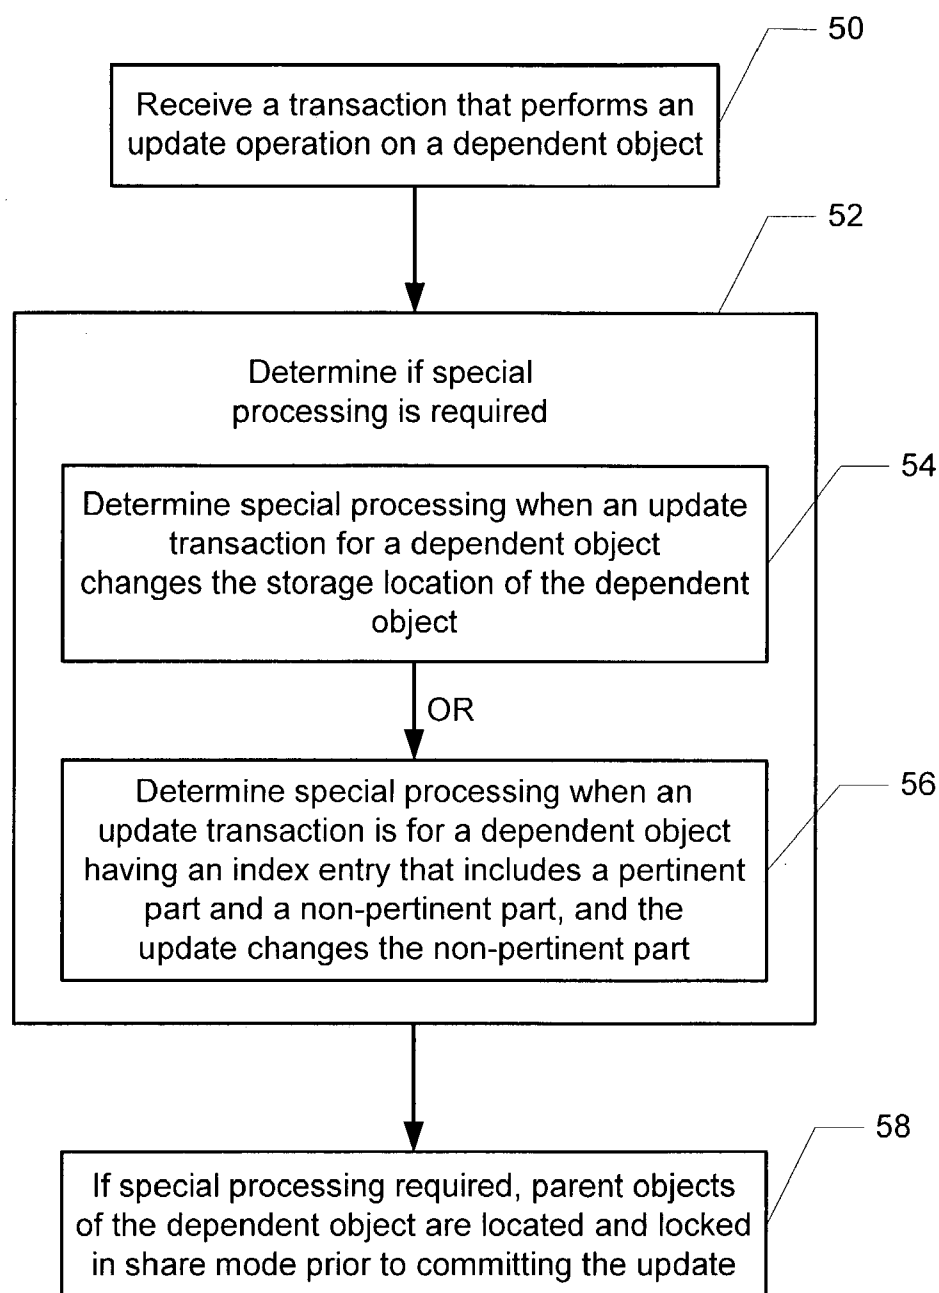 50
Receive a transaction that performs an
update operation on a dependent object
52
Determine if special
processing is required
54
Determine special processing when an update
transaction for a dependent object
changes the storage location of the dependent
object
OR
56
Determine special processing when an
update transaction is for a dependent object
having an index entry that includes a pertinent
part and a non-pertinent part, and the
update changes the non-pertinent part
58
If special processing required, parent objects
of the dependent object are located and locked
in share mode prior to committing the update